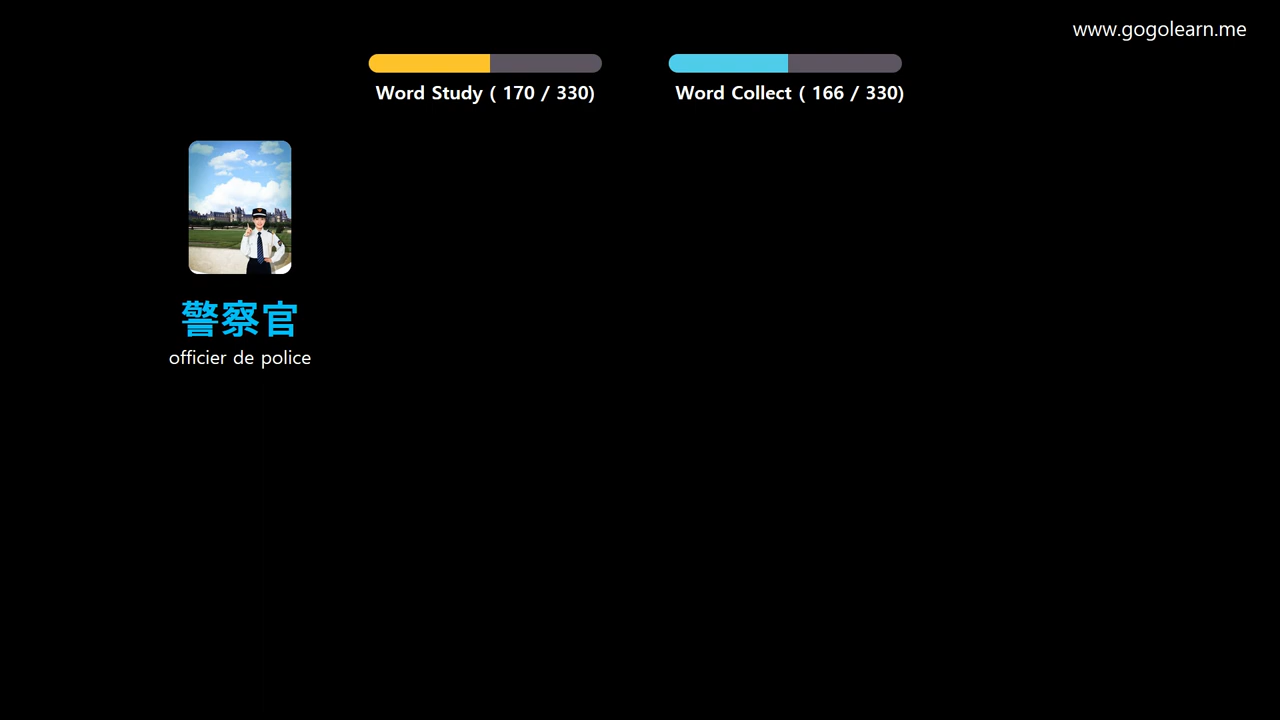 www.gogolearn.me
Word Study ( 170 / 330)
Word Collect ( 166 / 330)
警察官
officier de police